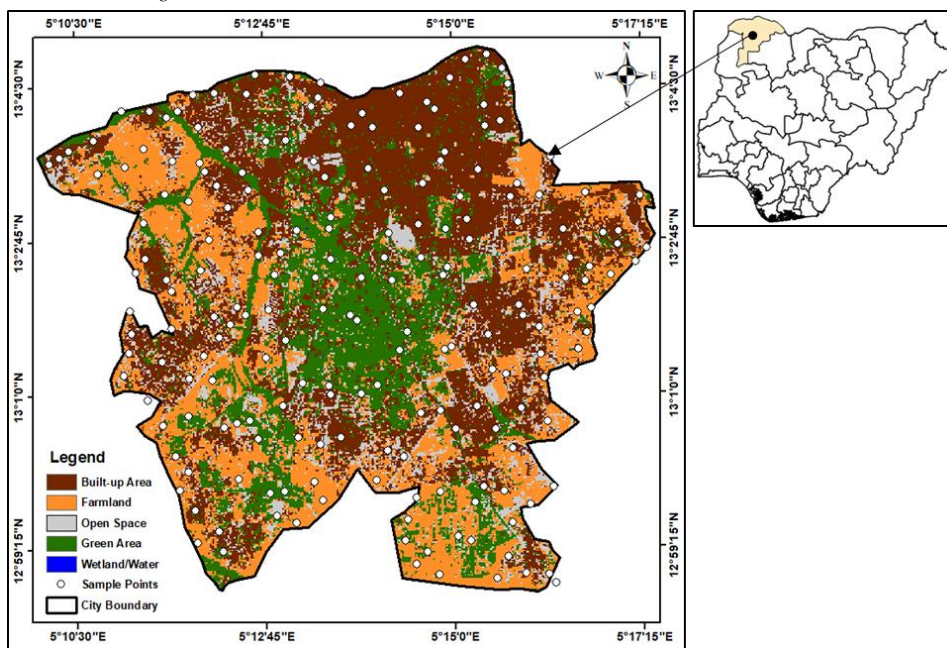 5°10'30"E 5°12'45"E 5°15'0"E 5°17'15"E
N
W E
S
13°4'30"N 13°4'30"N
13°2'45"N 13°2'45"N
13°1'0"N 13°1'0"N
12°59'15"N 12°59'15"N
Legend
Built-up Area
Farmland
Open Space
Green Area
Wetland/Water
Sample Points
City Boundary
5°10'30"E 5°12'45"E 5°15'0"E 5°17'15"E